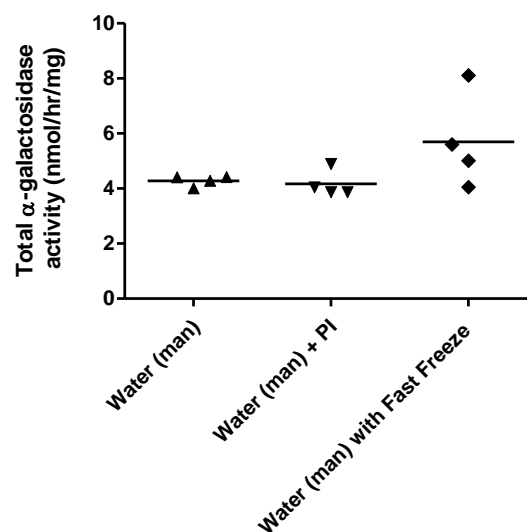 Total α-galactosidase
activity (nmol/hr/mg)
10
8
6
4
2
0
Water (man)
Water (man) + PI
Water (man) with Fast Freeze